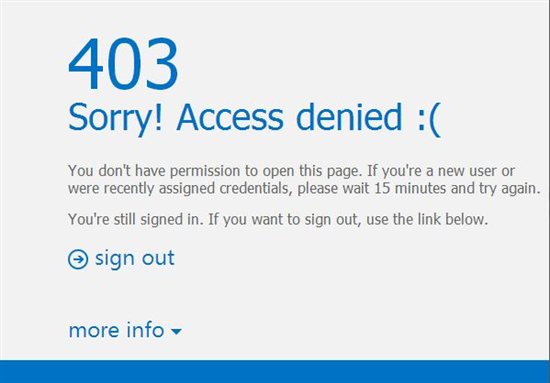 403
Sorry! Access denied :(
You don't have permission to open this page. If you're a new user or
were recently assigned credentials, please wait 15 minutes and try again.
You're still signed in. If you want to sign out, use the link below.
sign out
more info